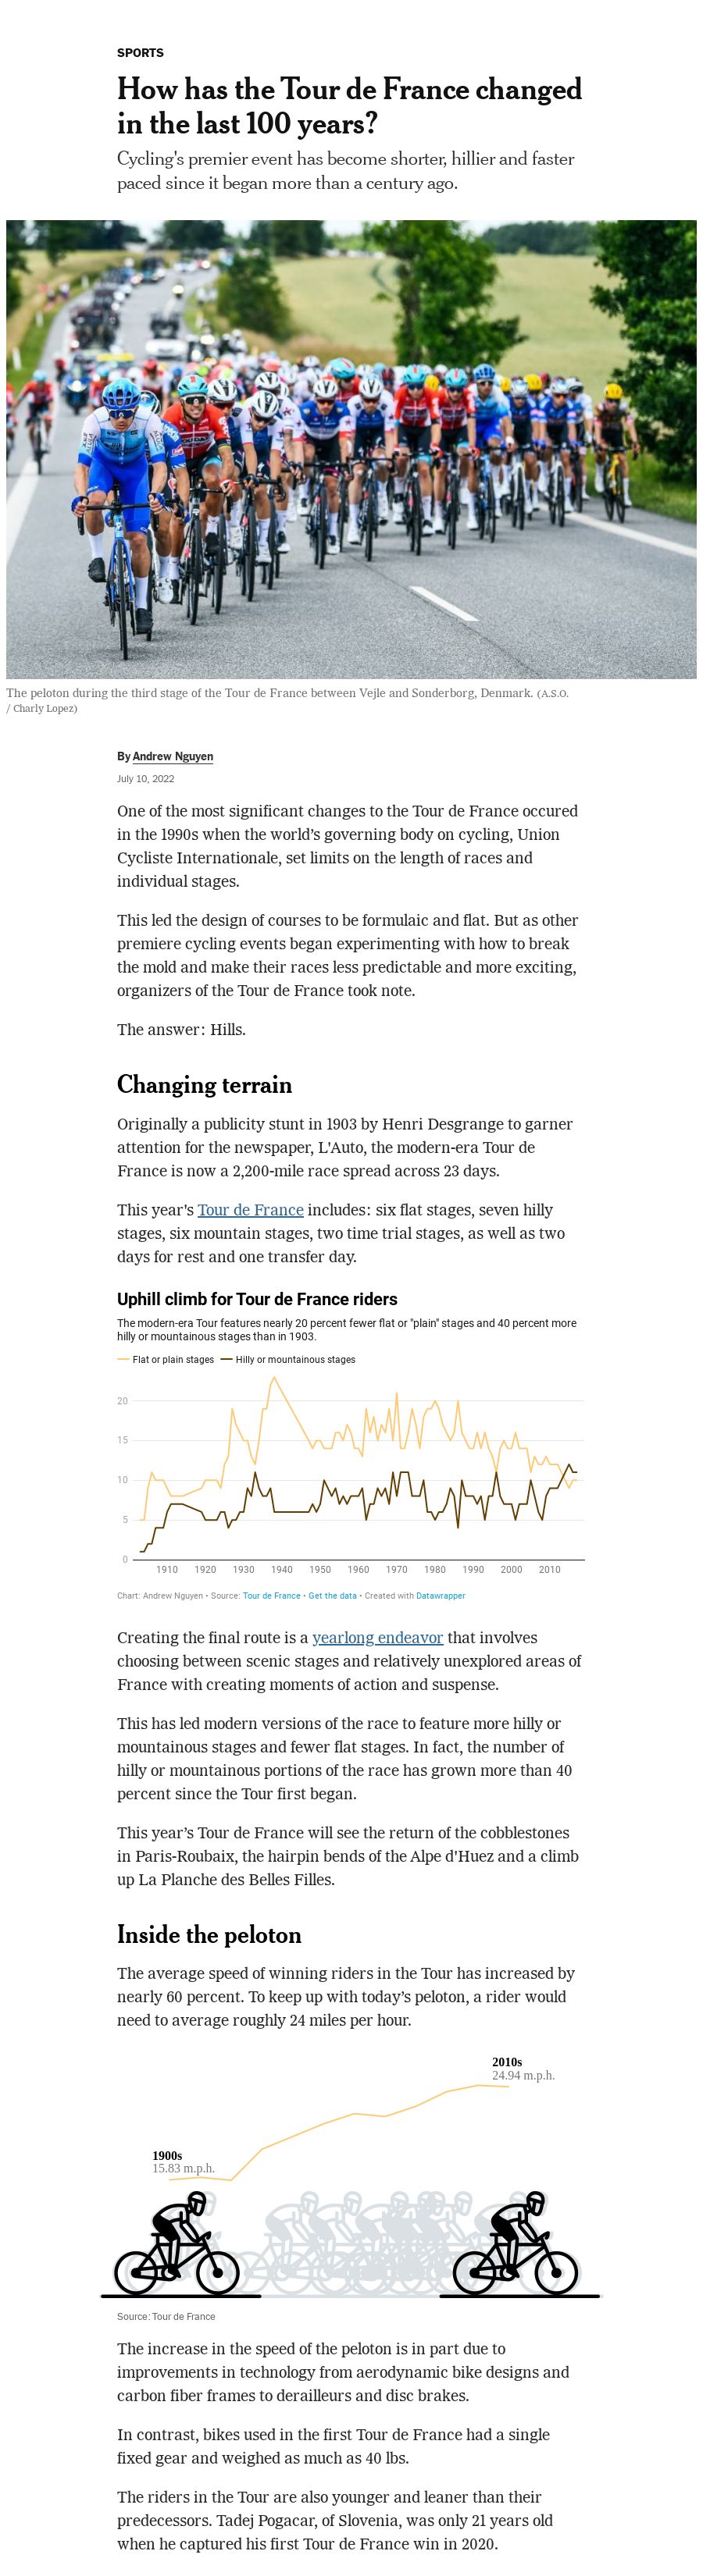 SPORTS
How has the Tour de France changed
in the last 100 years?
Cycling's premier event has become shorter, hillier and faster
paced since it began more than a century ago.
The peloton during the third stage of the Tour de France between Vejle and Sonderborg, Denmark. (A.S.O.
/ Charly Lopez)
By Andrew Nguyen
July 10, 2022
One of the most significant changes to the Tour de France occured
in the 1990s when the world’s governing body on cycling, Union
Cycliste Internationale, set limits on the length of races and
individual stages.
This led the design of courses to be formulaic and flat. But as other
premiere cycling events began experimenting with how to break
the mold and make their races less predictable and more exciting,
organizers of the Tour de France took note.
The answer: Hills.
Changing terrain
Originally a publicity stunt in 1903 by Henri Desgrange to garner
attention for the newspaper, L'Auto, the modern-era Tour de
France is now a 2,200-mile race spread across 23 days.
This year's Tour de France includes: six flat stages, seven hilly
stages, six mountain stages, two time trial stages, as well as two
days for rest and one transfer day.
Uphill climb for Tour de France riders
The modern-era Tour features nearly 20 percent fewer flat or "plain" stages and 40 percent more
hilly or mountainous stages than in 1903.
Flat or plain stages Hilly or mountainous stages
20
15
10
5
0
1910 1920 1930 1940 1950 1960 1970 1980 1990 2000 2010
Chart: Andrew Nguyen • Source: Tour de France • Get the data • Created with Datawrapper
Creating the final route is a yearlong endeavor that involves
choosing between scenic stages and relatively unexplored areas of
France with creating moments of action and suspense.
This has led modern versions of the race to feature more hilly or
mountainous stages and fewer flat stages. In fact, the number of
hilly or mountainous portions of the race has grown more than 40
percent since the Tour first began.
This year’s Tour de France will see the return of the cobblestones
in Paris-Roubaix, the hairpin bends of the Alpe d'Huez and a climb
up La Planche des Belles Filles.
Inside the peloton
The average speed of winning riders in the Tour has increased by
nearly 60 percent. To keep up with today’s peloton, a rider would
need to average roughly 24 miles per hour.
2010s
24.94 m.p.h.
1900s
15.83 m.p.h.
Source: Tour de France
The increase in the speed of the peloton is in part due to
improvements in technology from aerodynamic bike designs and
carbon fiber frames to derailleurs and disc brakes.
In contrast, bikes used in the first Tour de France had a single
fixed gear and weighed as much as 40 lbs.
The riders in the Tour are also younger and leaner than their
predecessors. Tadej Pogacar, of Slovenia, was only 21 years old
when he captured his first Tour de France win in 2020.